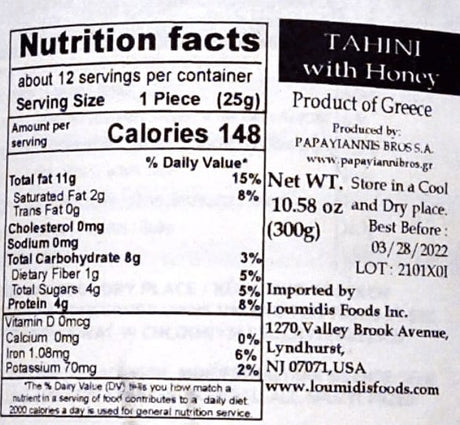 Nutrition facts
about 12 servings per container
Serving Size 1 Piece (25g)
Amount per
serving
Calories 148
% Daily Value*
Total fat 11g 15%
Saturated Fat 2g 8%
Trans Fat 0g
Cholesterol 0mg
Sodium 0mg
Total Carbohydrate 8g 3%
Dietary Fiber 1g 5%
Total Sugars 4g 5%
Protein 4g 8%
Vitamin D 0mcg
Calcium 0mg 0%
Iron 1.08mg 6%
Potassium 70mg 2%
*The % Dairy Value (DV) tells you how match a
nutrient in a serving of food contributes to a daily diet.
2000 calories a day is used for general nutrition service
TAHINI
with Honey
Product of Greece
Produced by:
PAPAYIANNIS BROS S.A.
www.papayiannibros.gr
Net WT.
10.58 oz
(300g)
Store in a Cool
and Dry place.
Best Before :
03/28/2022
LOT : 2101X01
Imported by
Loumidis Foods Inc.
1270,Valley Brook Avenue,
Lyndhurst,
NJ 07071,USA
www.loumidisfoods.com